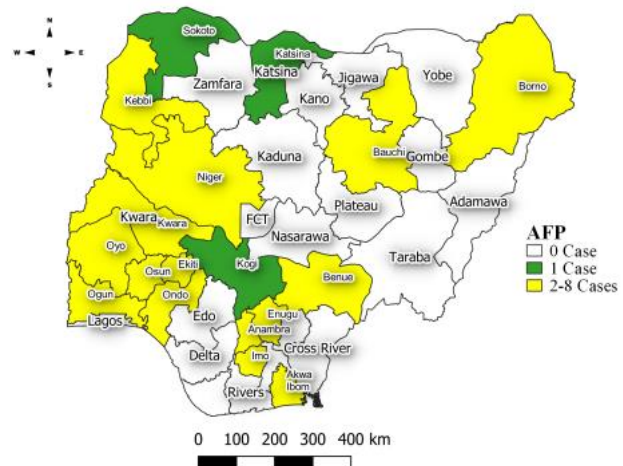 N
W E
S
Sokoto
Katsina
Katsina
Zamfara
Jigawa
Yobe
Borno
Kebbi
Kano
Kaduna
Bauchi
Gombe
Niger
Adamawa
Plateau
FCT
Nasarawa
Kwara
Kwara
Taraba
Oyo
Osun
Ekiti
Kogi
Benue
Ogun
Ondo
Lagos
Edo
Enugu
Anambra
Delta
Imo
Cross River
Rivers
Akwa
Ibom
AFP
0 Case
1 Case
2-8 Cases
0 100 200 300 400 km